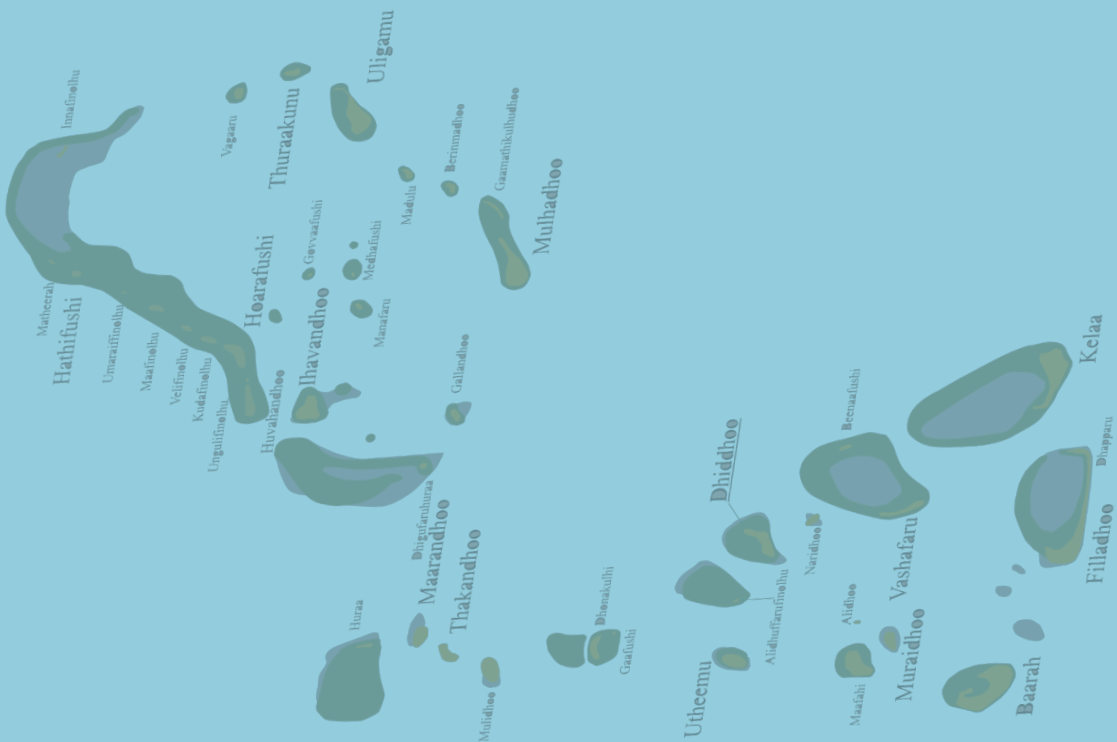 Innafinolhu
Vagaaru
Thuraakunu
Uligamu
Madulu
Berinmadhoo
Gaamathikulhudhoo
Mulhadhoo
Matheerah
Hathifushi
Umaraiffinolhu
Maafinolhu
Velifinolhu
Kudafinolhu
Ungulifinolhu
Hoarafushi
Govvaafushi
Medhafushi
Manafaru
Huvahandhoo
Ihavandhoo
Gallandhoo
Dhigufaruhuraa
Maarandhoo
Thakandhoo
Huraa
Mulidhoo
Dhonakulhi
Gaafushi
Dhiddhoo
Alidhuffarufinolhu
Utheemu
Naridhoo
Beenaafushi
Vashafaru
Alidhoo
Muraidhoo
Maafahi
Kelaa
Dhapparu
Filladhoo
Baarah